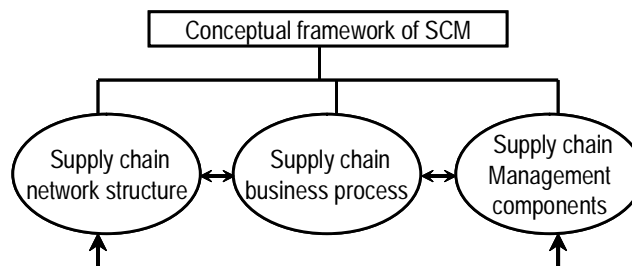 Conceptual framework of SCM
Supply chain
network structure
Supply chain
business process
Supply chain
Management
components